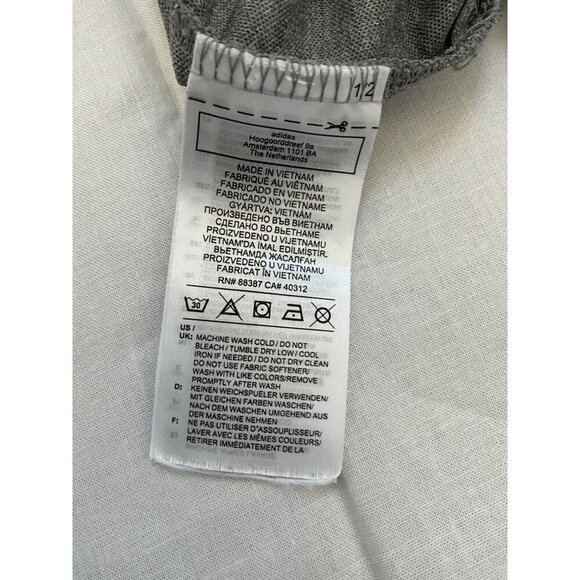 1/2
adidas
Hoogoorddreef 9a
Amsterdam 1101 BA
The Netherlands
MADE IN VIETNAM
FABRIQUÉ AU VIÊTNAM
FABRICADO EN VIETNAM
FABRICADO NO VIETNAME
GYÁRTVA: VIETNÁM
ПРОИЗВЕДЕНО ВЪВ ВИЕТНАМ
СДЕЛАНО ВО ВЬЕТНАМЕ
PROIZVEDENO U VIJETNAMU
VİETNAM'DA İMAL EDİLMİŞTİR.
ВЬЕТНАМДА ЖАСАЛҒАН
PROIZVEDENO U VIJETNAMU
FABRICAT ÎN VIETNAM
RN# 88387 CA# 40312
30
US /
UK: MACHINE WASH COLD / DO NOT
BLEACH / TUMBLE DRY LOW / COOL
IRON IF NEEDED / DO NOT DRY CLEAN
DO NOT USE FABRIC SOFTENER/
WASH WITH LIKE COLORS/REMOVE
PROMPTLY AFTER WASH
D: KEINEN WEICHSPUELER VERWENDEN/
MIT GLEICHEN FARBEN WASCHEN/
NACH DEM WASCHEN UMGEHEND AUS
DER MASCHINE NEHMEN
F: NE PAS UTILISER D'ASSOUPLISSEUR/
LAVER AVEC LES MÊMES COULEURS/
RETIRER IMMÉDIATEMENT DE LA